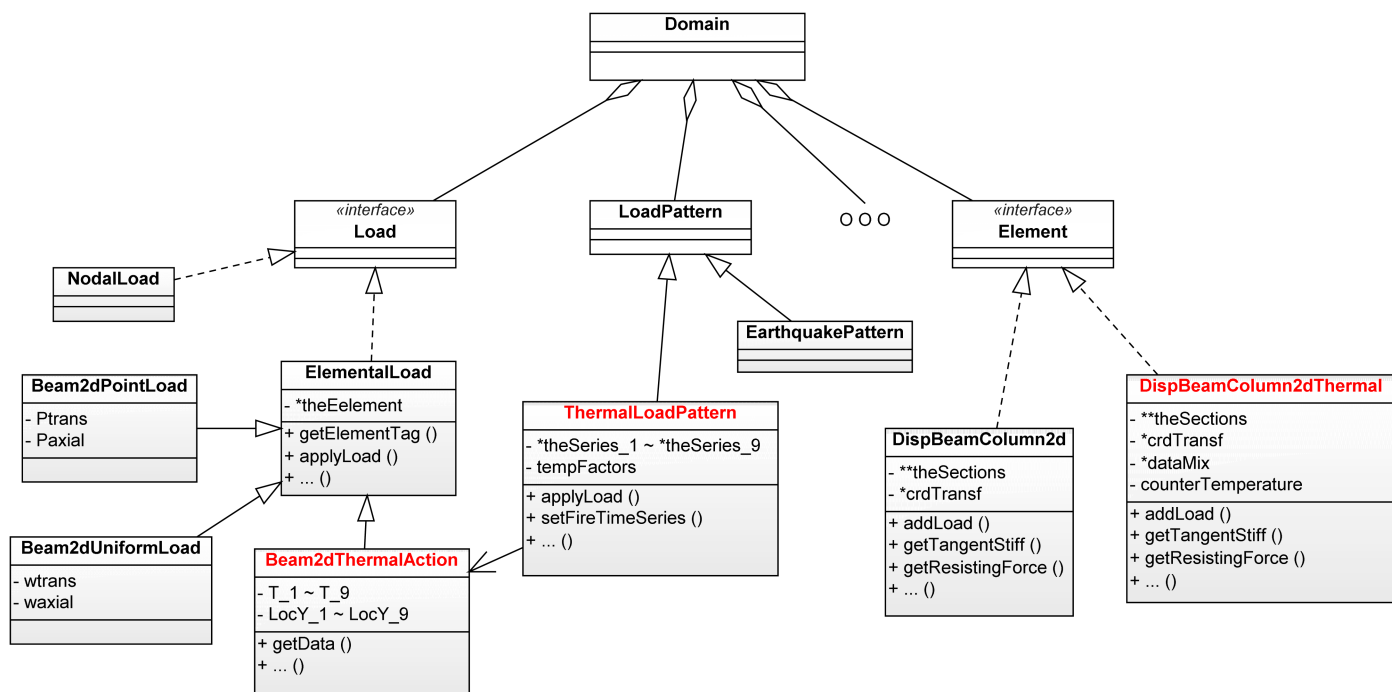 Domain
«interface»
Load
LoadPattern
O O O
«interface»
Element
NodalLoad
EarthquakePattern
ElementalLoad
- *theEelement
+ getElementTag ()
+ applyLoad ()
+ ... ()
Beam2dPointLoad
- Ptrans
- Paxial
ThermalLoadPattern
- *theSeries_1 ~ *theSeries_9
- tempFactors
+ applyLoad ()
+ setFireTimeSeries ()
+ ... ()
DispBeamColumn2d
- **theSections
- *crdTransf
+ addLoad ()
+ getTangentStiff ()
+ getResistingForce ()
+ ... ()
DispBeamColumn2dThermal
- **theSections
- *crdTransf
- *dataMix
- counterTemperature
+ addLoad ()
+ getTangentStiff ()
+ getResistingForce ()
+ ... ()
Beam2dUniformLoad
- wtrans
- waxial
Beam2dThermalAction
- T_1 ~ T_9
- LocY_1 ~ LocY_9
+ getData ()
+ ... ()